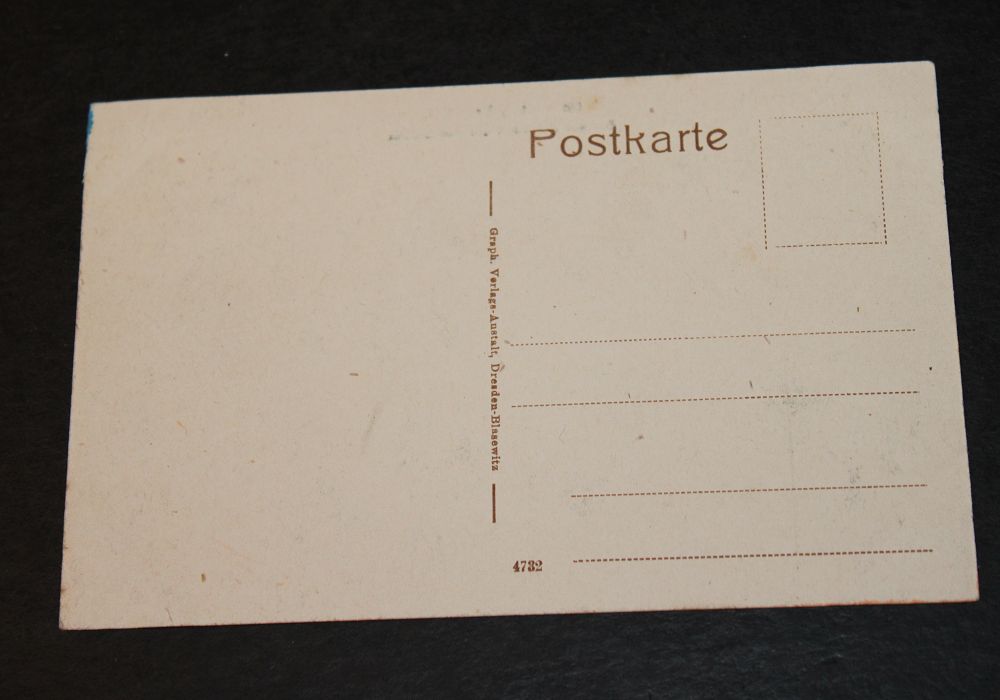 Postkarte
Graph. Verlags-Anstalt, Dresden-Blasewitz
4732